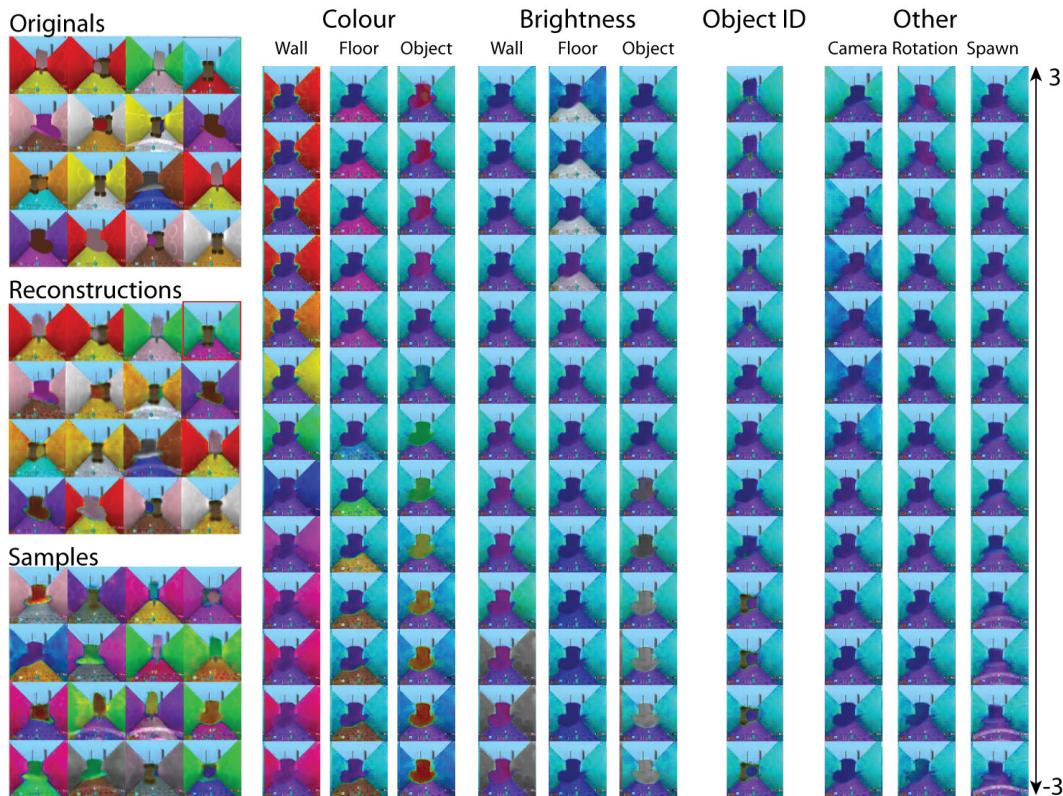 Originals
Reconstructions
Samples
Colour Brightness Object ID Other
Wall Floor Object Wall Floor Object Camera Rotation Spawn
3
-3